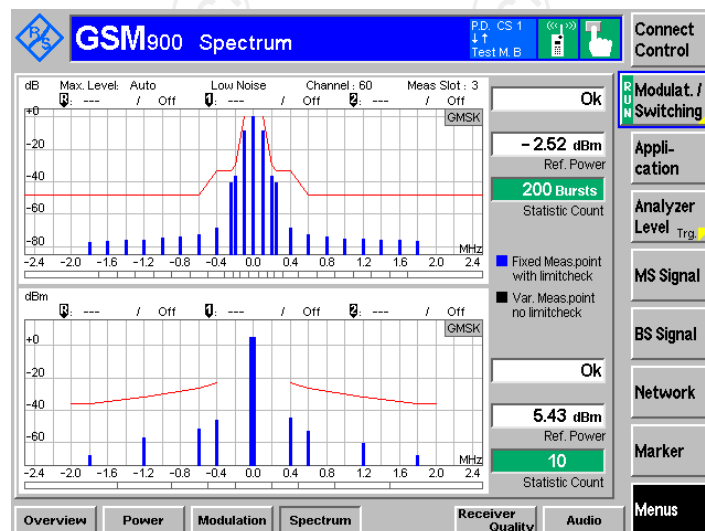 R&S
GSM900 Spectrum
P.D. CS 1
Test M. B
Connect
Control
dB Max. Level: Auto Low Noise Channel : 60 Meas Slot : 3
R: --- / Off 1: --- / Off 2: --- / Off
GMSK
+0
-20
-40
-60
-80
MHz
-2.4 -2.0 -1.6 -1.2 -0.8 -0.4 0.0 0.4 0.8 1.2 1.6 2.0 2.4
Ok
-2.52 dBm
Ref. Power
200 Bursts
Statistic Count
Fixed Meas.point
with limitcheck
Var. Meas.point
no limitcheck
dBm
R: --- / Off 1: --- / Off 2: --- / Off
GMSK
+0
-20
-40
-60
MHz
-2.4 -2.0 -1.6 -1.2 -0.8 -0.4 0.0 0.4 0.8 1.2 1.6 2.0 2.4
Ok
5.43 dBm
Ref. Power
10
Statistic Count
RUN
Modulat. /
Switching
Appli-
cation
Analyzer
Level Trg.
MS Signal
BS Signal
Network
Marker
Menus
Overview Power Modulation Spectrum Receiver
Quality Audio